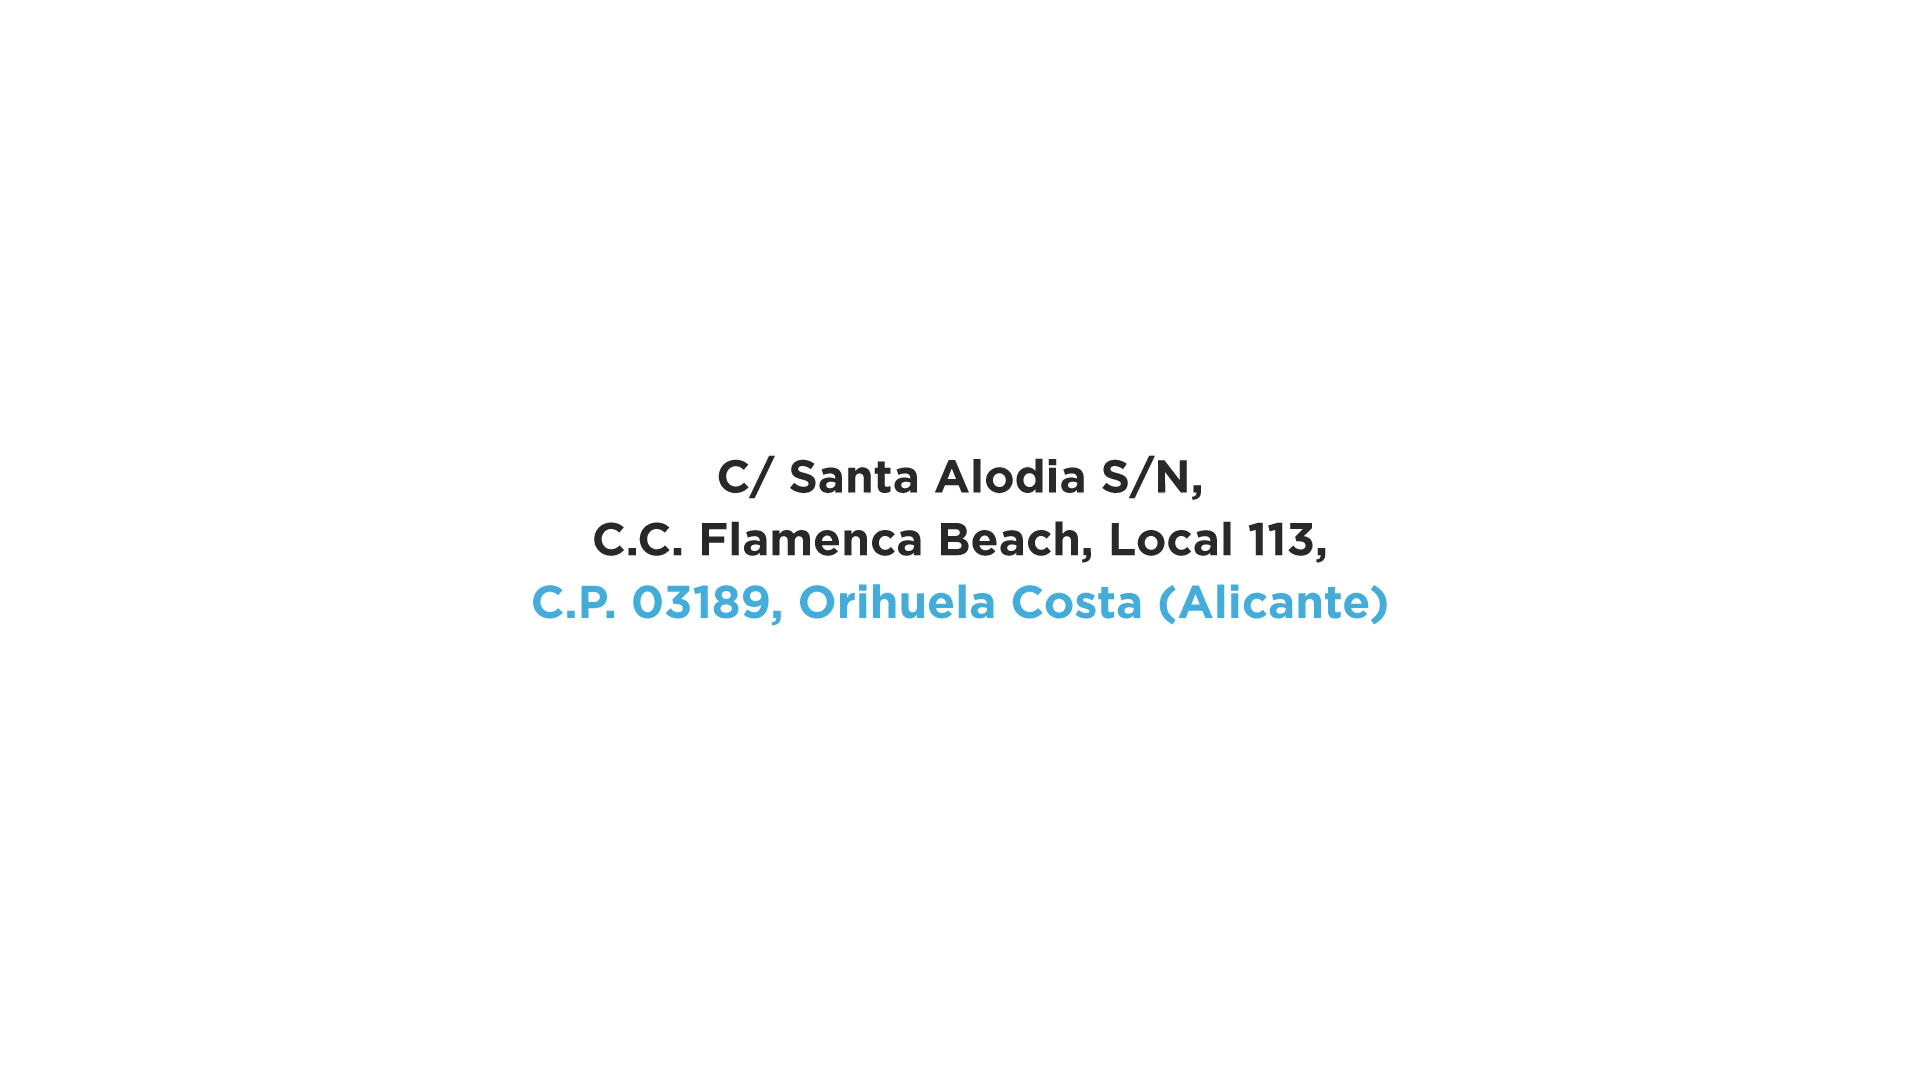 C/ Santa Alodia S/N,
C.C. Flamenca Beach, Local 113,
C.P. 03189, Orihuela Costa (Alicante)